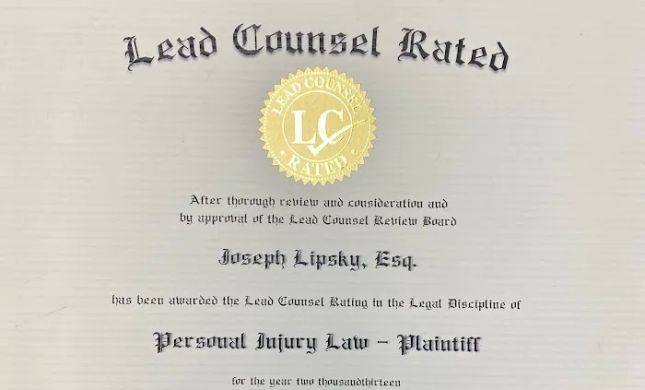 Lead Counsel Rated
LEAD COUNSEL
LC
RATED
After thorough review and consideration and
by approval of the Lead Counsel Review Board
Joseph Lipsky, Esq.
has been awarded the Lead Counsel Rating in the Legal Discipline of
Personal Injury Law – Plaintiff
for the year two thousandthirteen